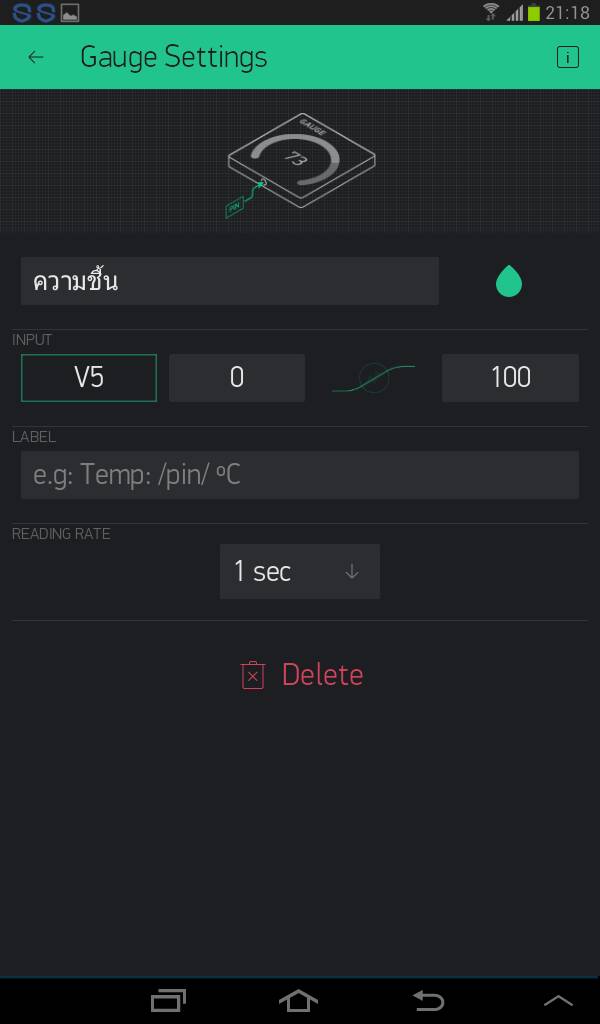 21:18
Gauge Settings
GAUGE
73
PIN
ความชื้น
INPUT
V5 0 100
LABEL
e.g: Temp: /pin/ ºC
READING RATE
1 sec
Delete